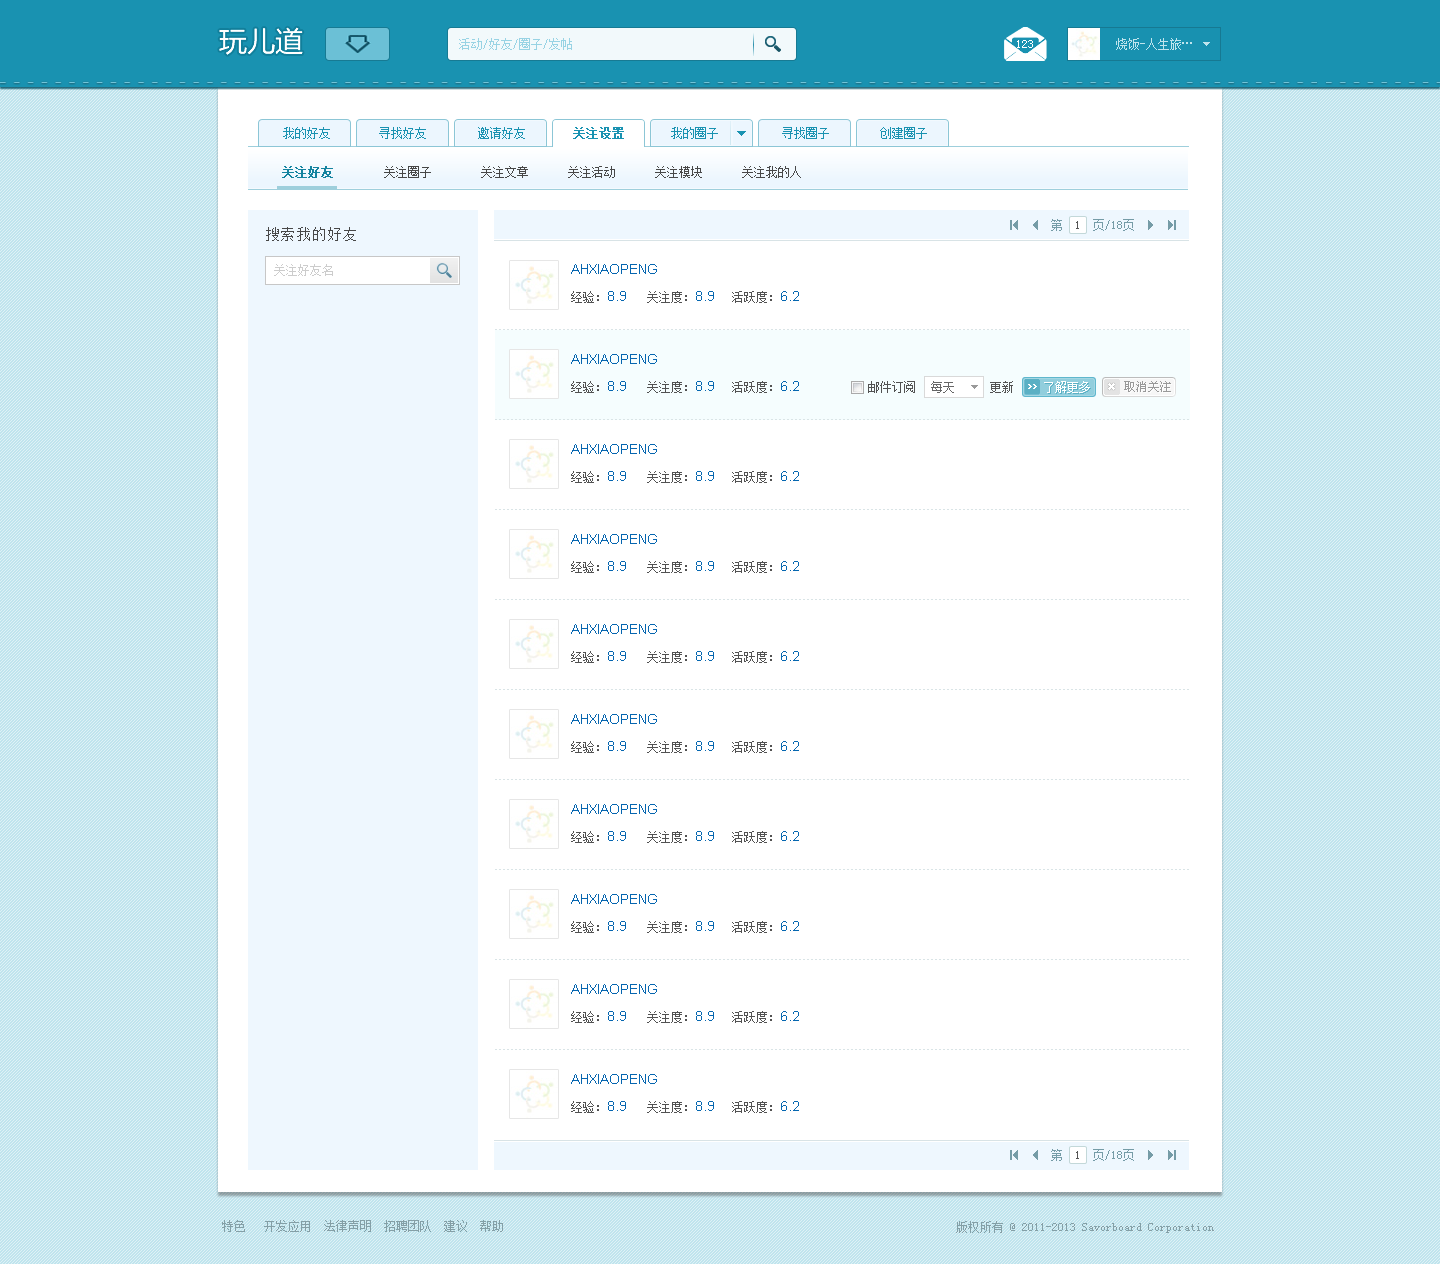 玩儿道
活动/好友/圈子/发帖
123
烧饭-人生旅…
我的好友 寻找好友 邀请好友 关注设置 我的圈子 寻找圈子 创建圈子
关注好友 关注圈子 关注文章 关注活动 关注模块 关注我的人
搜索我的好友
关注好友名
第 1 页/18页
AHXIAOPENG
经验：8.9 关注度：8.9 活跃度：6.2
AHXIAOPENG
经验：8.9 关注度：8.9 活跃度：6.2 邮件订阅 每天 更新 了解更多 取消关注
AHXIAOPENG
经验：8.9 关注度：8.9 活跃度：6.2
AHXIAOPENG
经验：8.9 关注度：8.9 活跃度：6.2
AHXIAOPENG
经验：8.9 关注度：8.9 活跃度：6.2
AHXIAOPENG
经验：8.9 关注度：8.9 活跃度：6.2
AHXIAOPENG
经验：8.9 关注度：8.9 活跃度：6.2
AHXIAOPENG
经验：8.9 关注度：8.9 活跃度：6.2
AHXIAOPENG
经验：8.9 关注度：8.9 活跃度：6.2
AHXIAOPENG
经验：8.9 关注度：8.9 活跃度：6.2
第 1 页/18页
特色 开发应用 法律声明 招聘团队 建议 帮助
版权所有 @ 2011-2013 Savorboard Corporation